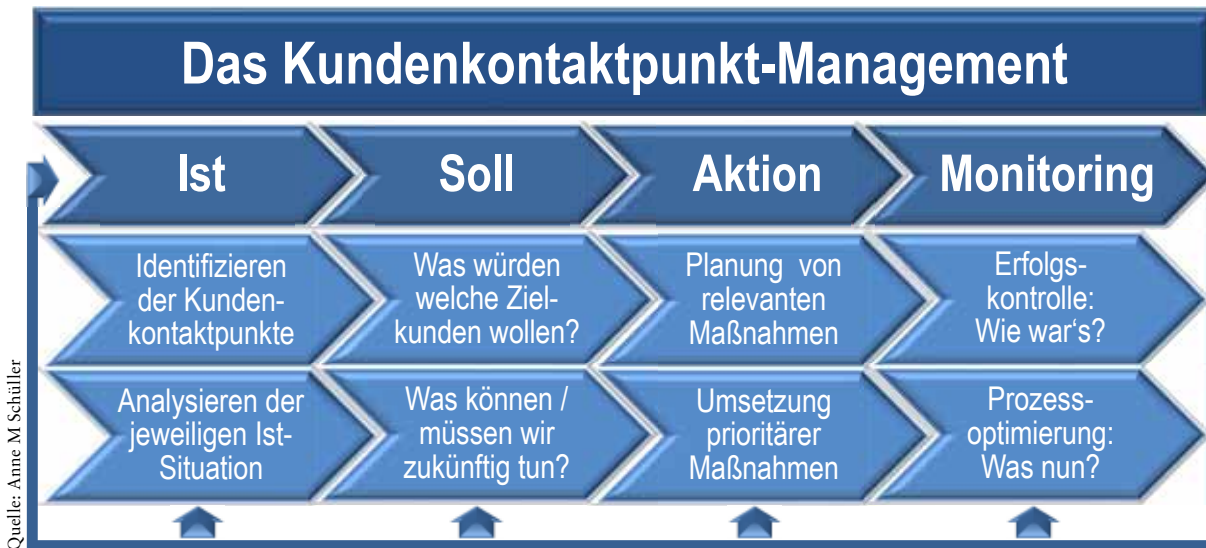 Das Kundenkontaktpunkt-Management
Ist
Soll
Aktion
Monitoring
Identifizieren
der Kunden-
kontaktpunkte
Was würden
welche Ziel-
kunden wollen?
Planung von
relevanten
Maßnahmen
Erfolgs-
kontrolle:
Wie war‘s?
Analysieren der
jeweiligen Ist-
Situation
Was können /
müssen wir
zukünftig tun?
Umsetzung
prioritärer
Maßnahmen
Prozess-
optimierung:
Was nun?
Quelle: Anne M Schüller